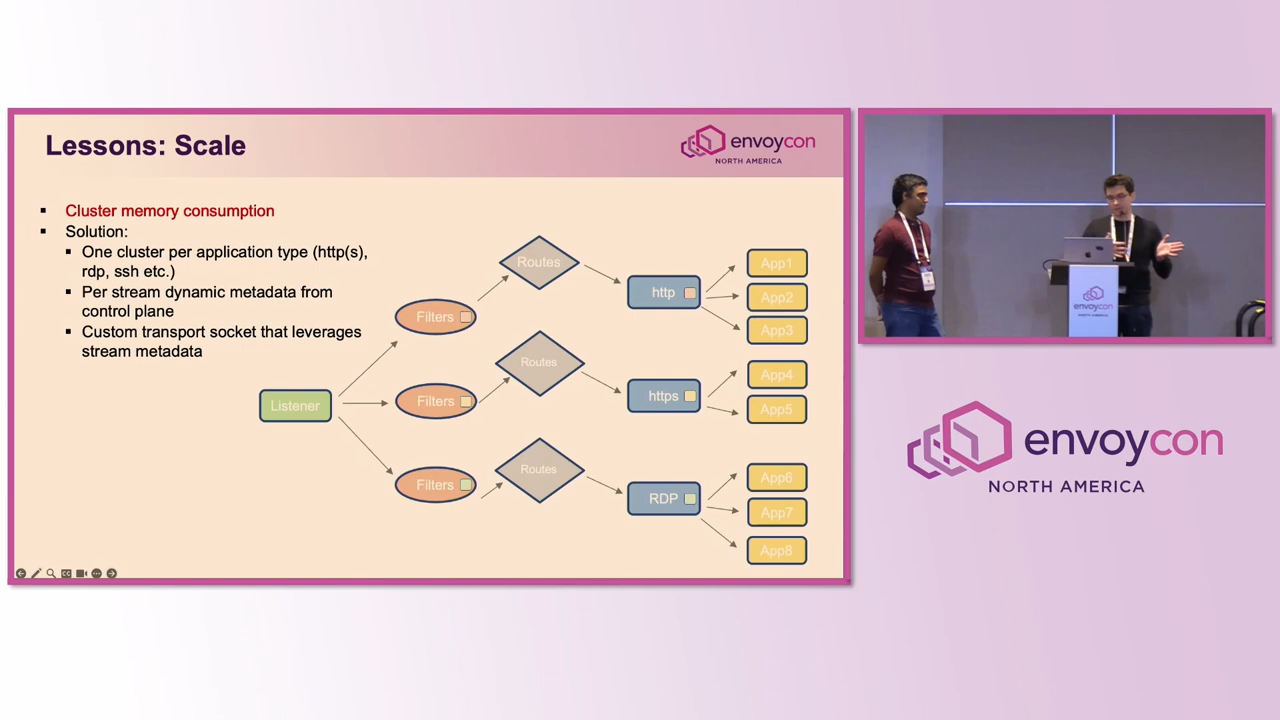 Lessons: Scale
envoycon
NORTH AMERICA
Cluster memory consumption
Solution:
One cluster per application type (http(s),
rdp, ssh etc.)
Per stream dynamic metadata from
control plane
Custom transport socket that leverages
stream metadata
Listener
Filters
Routes
http
App1
App2
App3
Filters
Routes
https
App4
App5
Filters
Routes
RDP
App6
App7
App8
envoycon
envoycon
NORTH AMERICA